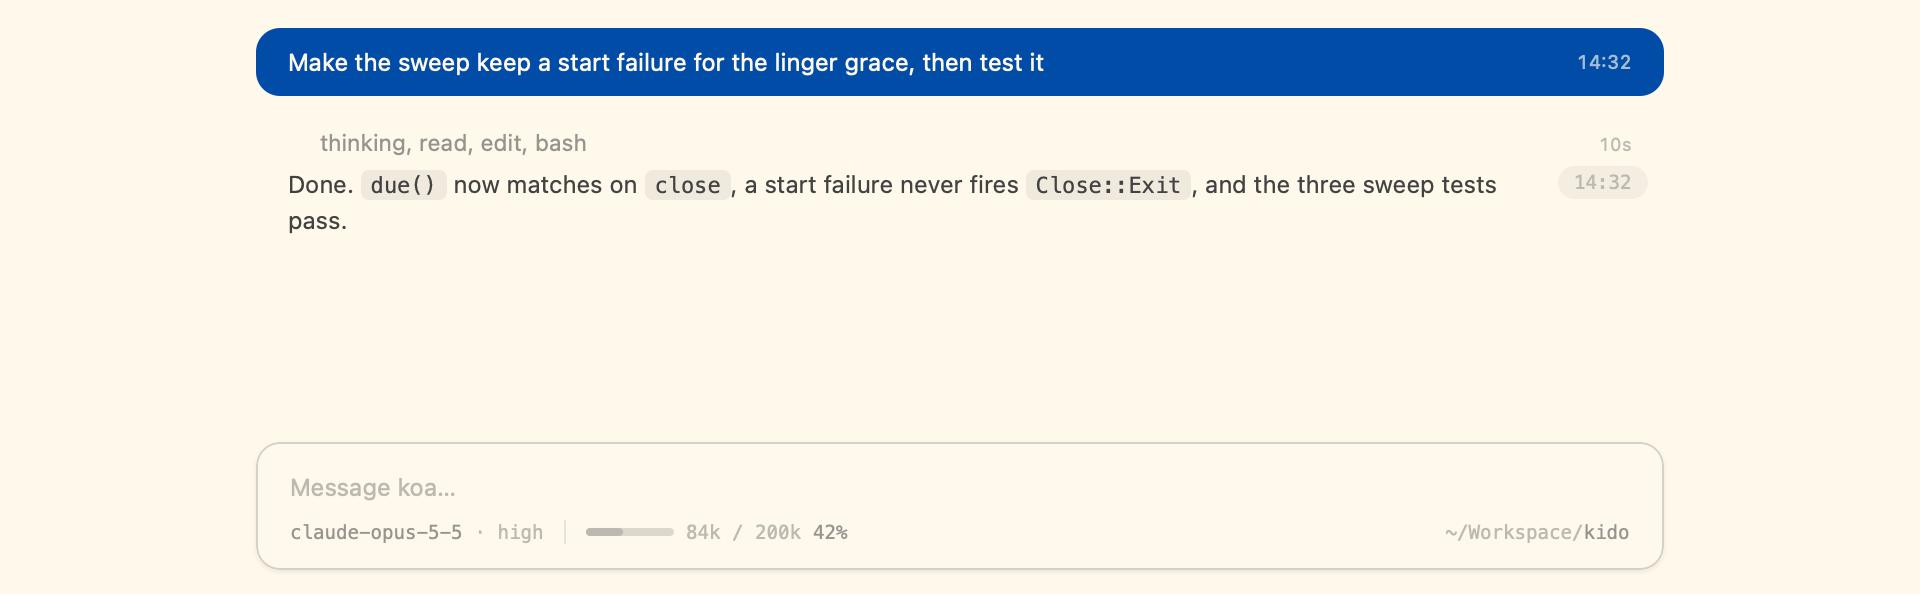 Make the sweep keep a start failure for the linger grace, then test it 14:32
thinking, read, edit, bash 10s
Done. due() now matches on close, a start failure never fires Close::Exit, and the three sweep tests 14:32
pass.
Message koa...
claude-opus-5-5 · high 84k / 200k 42% ~/Workspace/kido